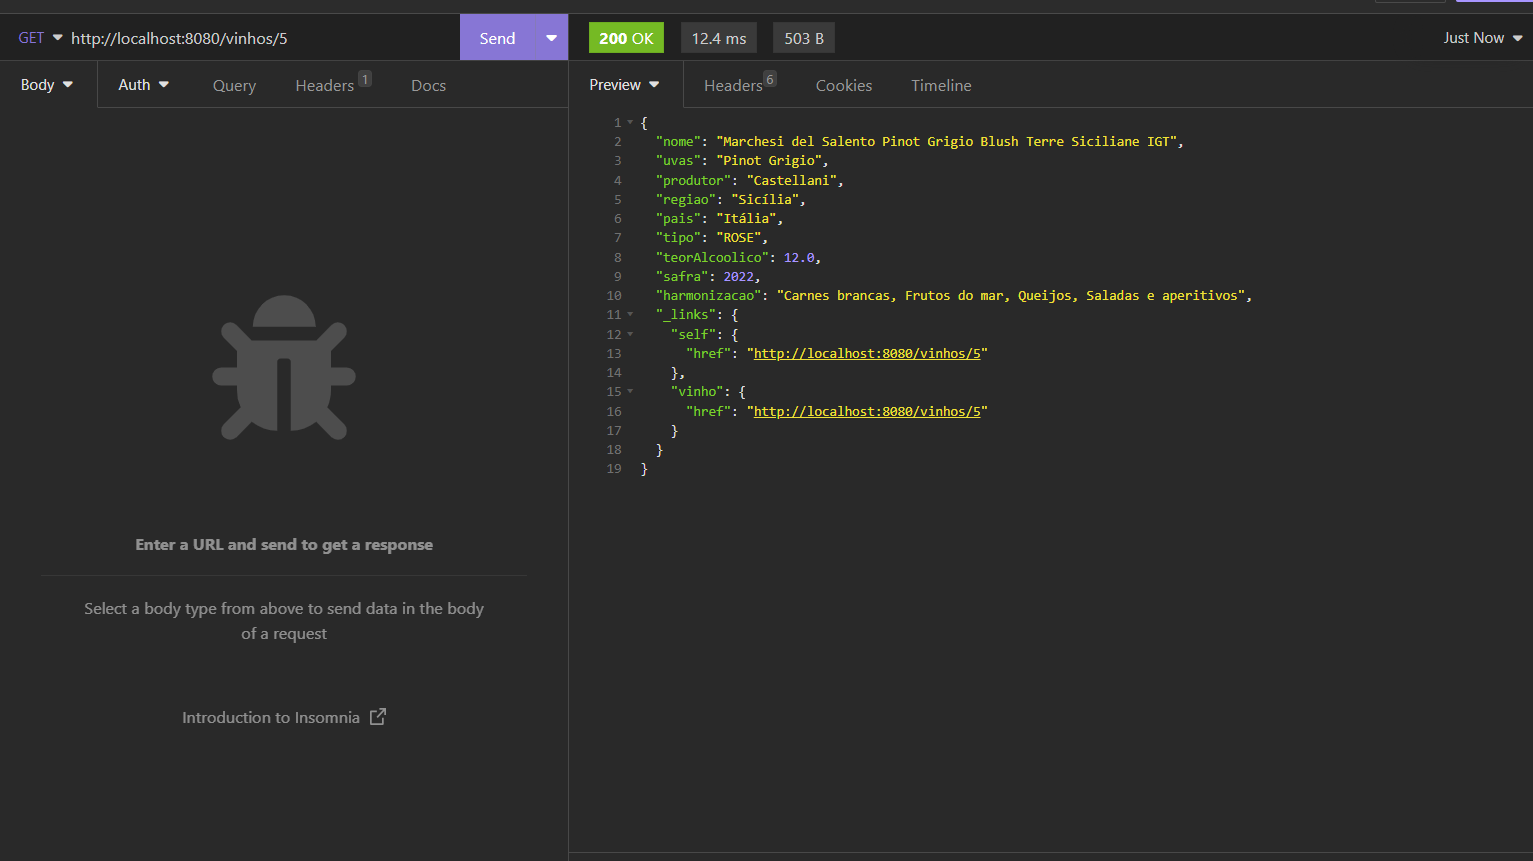 GET http://localhost:8080/vinhos/5 Send 200 OK 12.4 ms 503 B Just Now
Body Auth Query Headers 1 Docs
Preview Headers 6 Cookies Timeline
1 {
2 "nome": "Marchesi del Salento Pinot Grigio Blush Terre Siciliane IGT",
3 "uvas": "Pinot Grigio",
4 "produtor": "Castellani",
5 "regiao": "Sicília",
6 "pais": "Itália",
7 "tipo": "ROSE",
8 "teorAlcoolico": 12.0,
9 "safra": 2022,
10 "harmonizacao": "Carnes brancas, Frutos do mar, Queijos, Saladas e aperitivos",
11 "_links": {
12 "self": {
13 "href": "http://localhost:8080/vinhos/5"
14 },
15 "vinho": {
16 "href": "http://localhost:8080/vinhos/5"
17 }
18 }
19 }
Enter a URL and send to get a response
Select a body type from above to send data in the body
of a request
Introduction to Insomnia